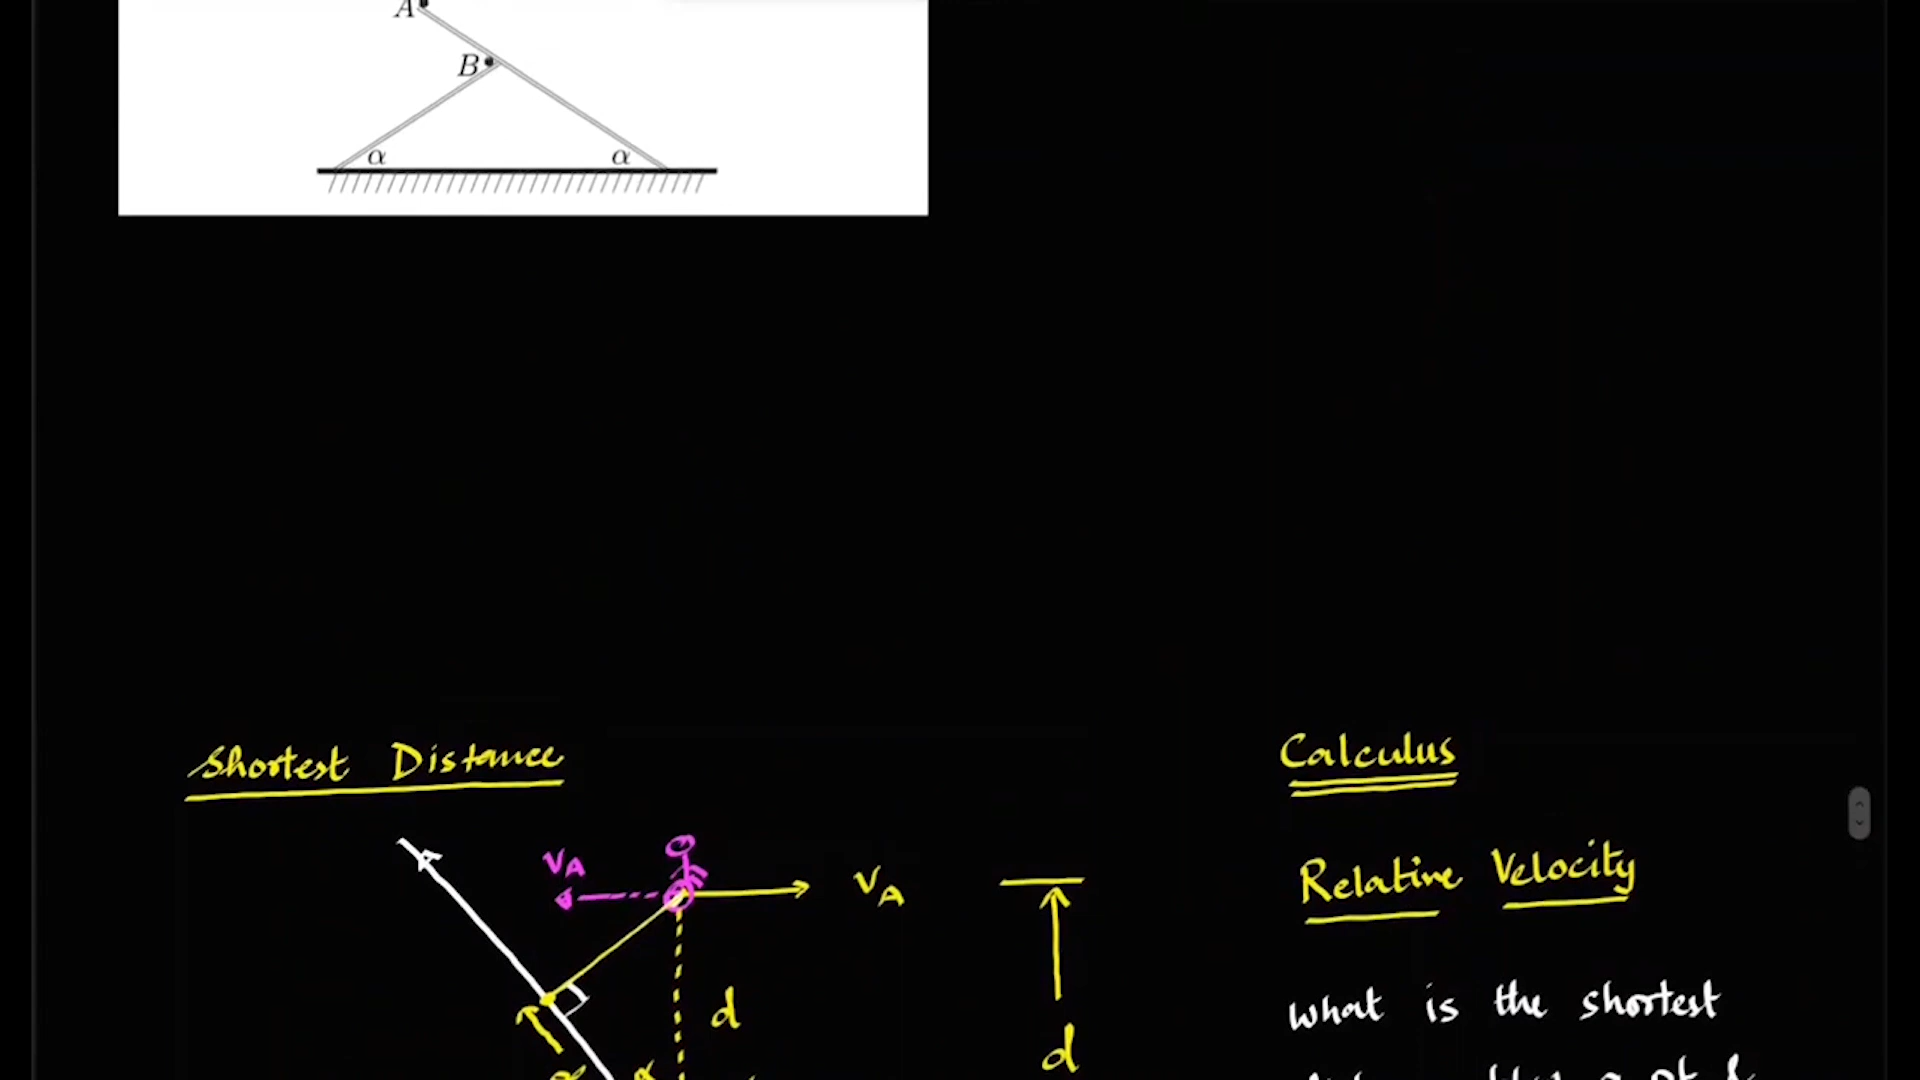 A
B
α α
Shortest Distance
Calculus
VA
VA
Relative Velocity
d
what is the shortest
d